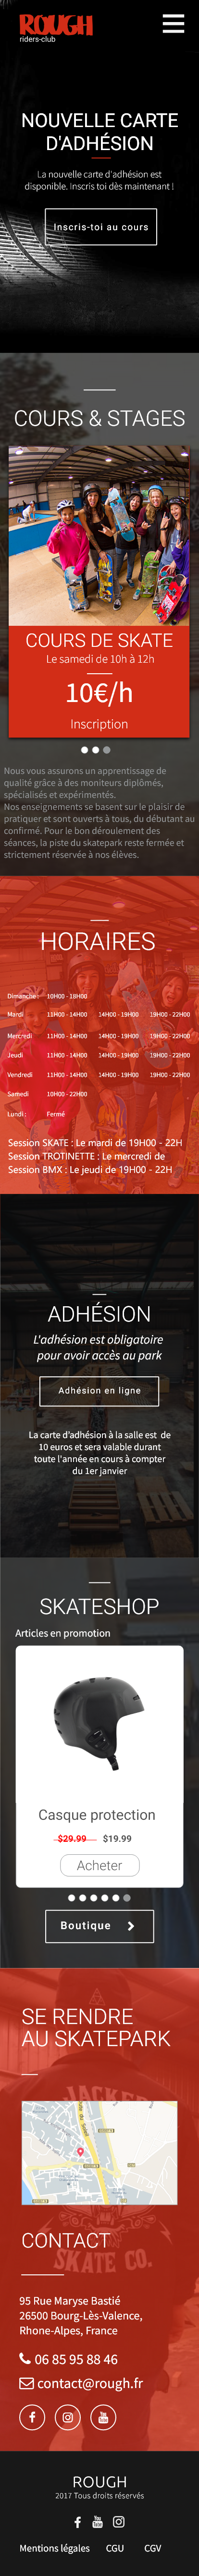 ROUGH
riders-club
NOUVELLE CARTE
D'ADHÉSION
La nouvelle carte d'adhésion est
disponible. Inscris toi dès maintenant !
Inscris-toi au cours
COURS & STAGES
COURS DE SKATE
Le samedi de 10h à 12h
10€/h
Inscription
Nous vous assurons un apprentissage de
qualité grâce à des moniteurs diplômés,
spécialisés et expérimentés.
Nos enseignements se basent sur le plaisir de
pratiquer et sont ouverts à tous, du débutant au
confirmé. Pour le bon déroulement des
séances, la piste du skatepark reste fermée et
strictement réservée à nos élèves.
HORAIRES
Dimanche : 10H00 - 18H00
Mardi 11H00 - 14H00 14H00 - 19H00 19H00 - 22H00
Mercredi 11H00 - 14H00 14H00 - 19H00 19H00 - 22H00
Jeudi 11H00 - 14H00 14H00 - 19H00 19H00 - 22H00
Vendredi 11H00 - 14H00 14H00 - 19H00 19H00 - 22H00
Samedi 10H00 - 22H00
Lundi : Fermé
Session SKATE : Le mardi de 19H00 - 22H
Session TROTINETTE : Le mercredi de
Session BMX : Le jeudi de 19H00 - 22H
ADHÉSION
L'adhésion est obligatoire
pour avoir accès au park
Adhésion en ligne
La carte d'adhésion à la salle est de
10 euros et sera valable durant
toute l'année en cours à compter
du 1er janvier
SKATESHOP
Articles en promotion
Casque protection
$29.99 $19.99
Acheter
Boutique
SE RENDRE
AU SKATEPARK
CONTACT
SKATE CO.
95 Rue Maryse Bastié
26500 Bourg-Lès-Valence,
Rhone-Alpes, France
06 85 95 88 46
contact@rough.fr
ROUGH
2017 Tous droits réservés
Mentions légales CGU CGV